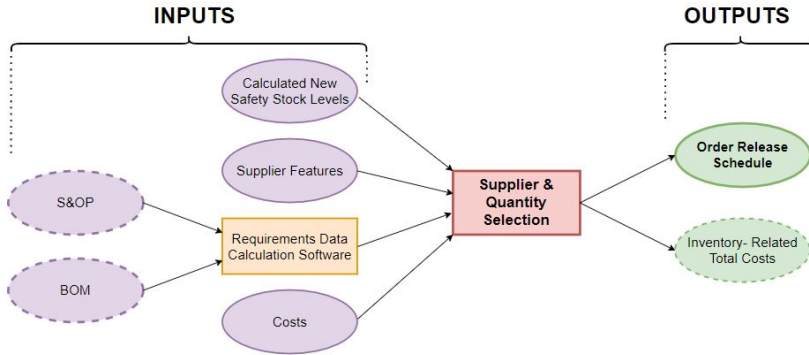 INPUTS
OUTPUTS
Calculated New
Safety Stock Levels
Supplier Features
S&OP
BOM
Requirements Data
Calculation Software
Costs
Supplier &
Quantity
Selection
Order Release
Schedule
Inventory- Related
Total Costs